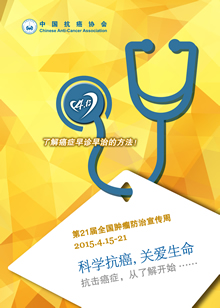 中国抗癌协会
Chinese Anti-Cancer Association
了解癌症早诊早治的方法!
第21届全国肿瘤防治宣传周
2015.4.15-21
科学抗癌,关爱生命
抗击癌症,从了解开始……